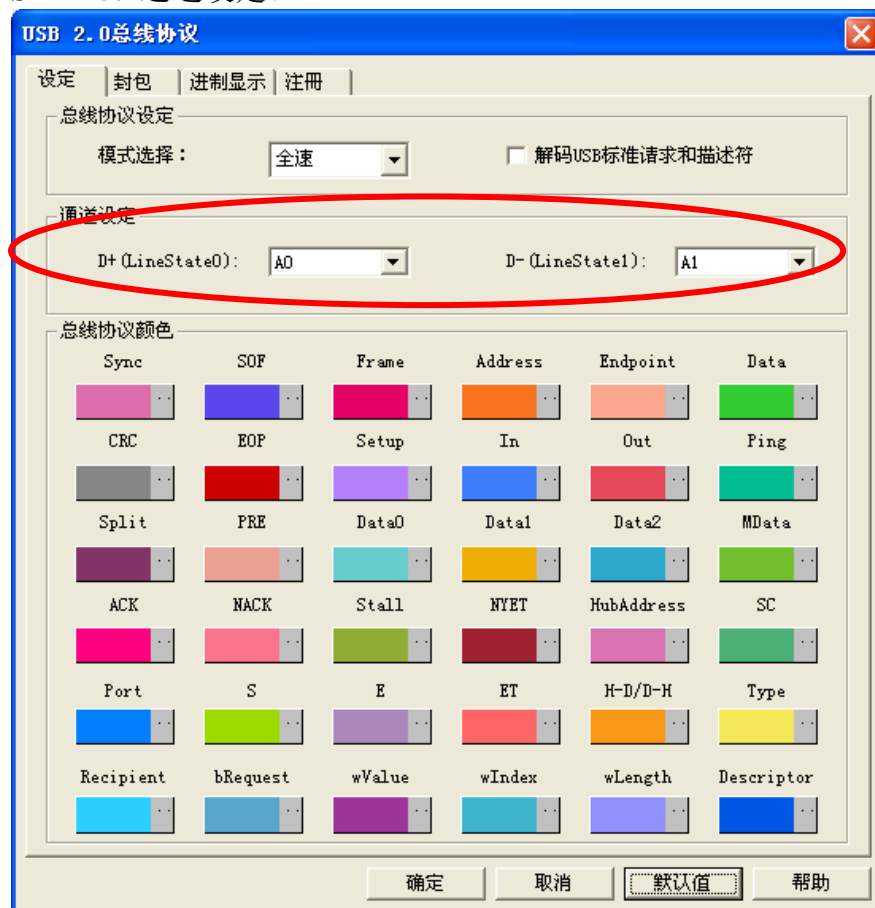 USB 2.0总线协议
设定 封包 进制显示 注册
总线协议设定
模式选择： 全速 解码USB标准请求和描述符
通道设定
D+(LineState0): A0 D-(LineState1): A1
总线协议颜色
Sync SOF Frame Address Endpoint Data
CRC EOP Setup In Out Ping
Split PRE Data0 Data1 Data2 MData
ACK NACK Stall NYET HubAddress SC
Port S E ET H-D/D-H Type
Recipient bRequest wValue wIndex wLength Descriptor
确定 取消 默认值 帮助